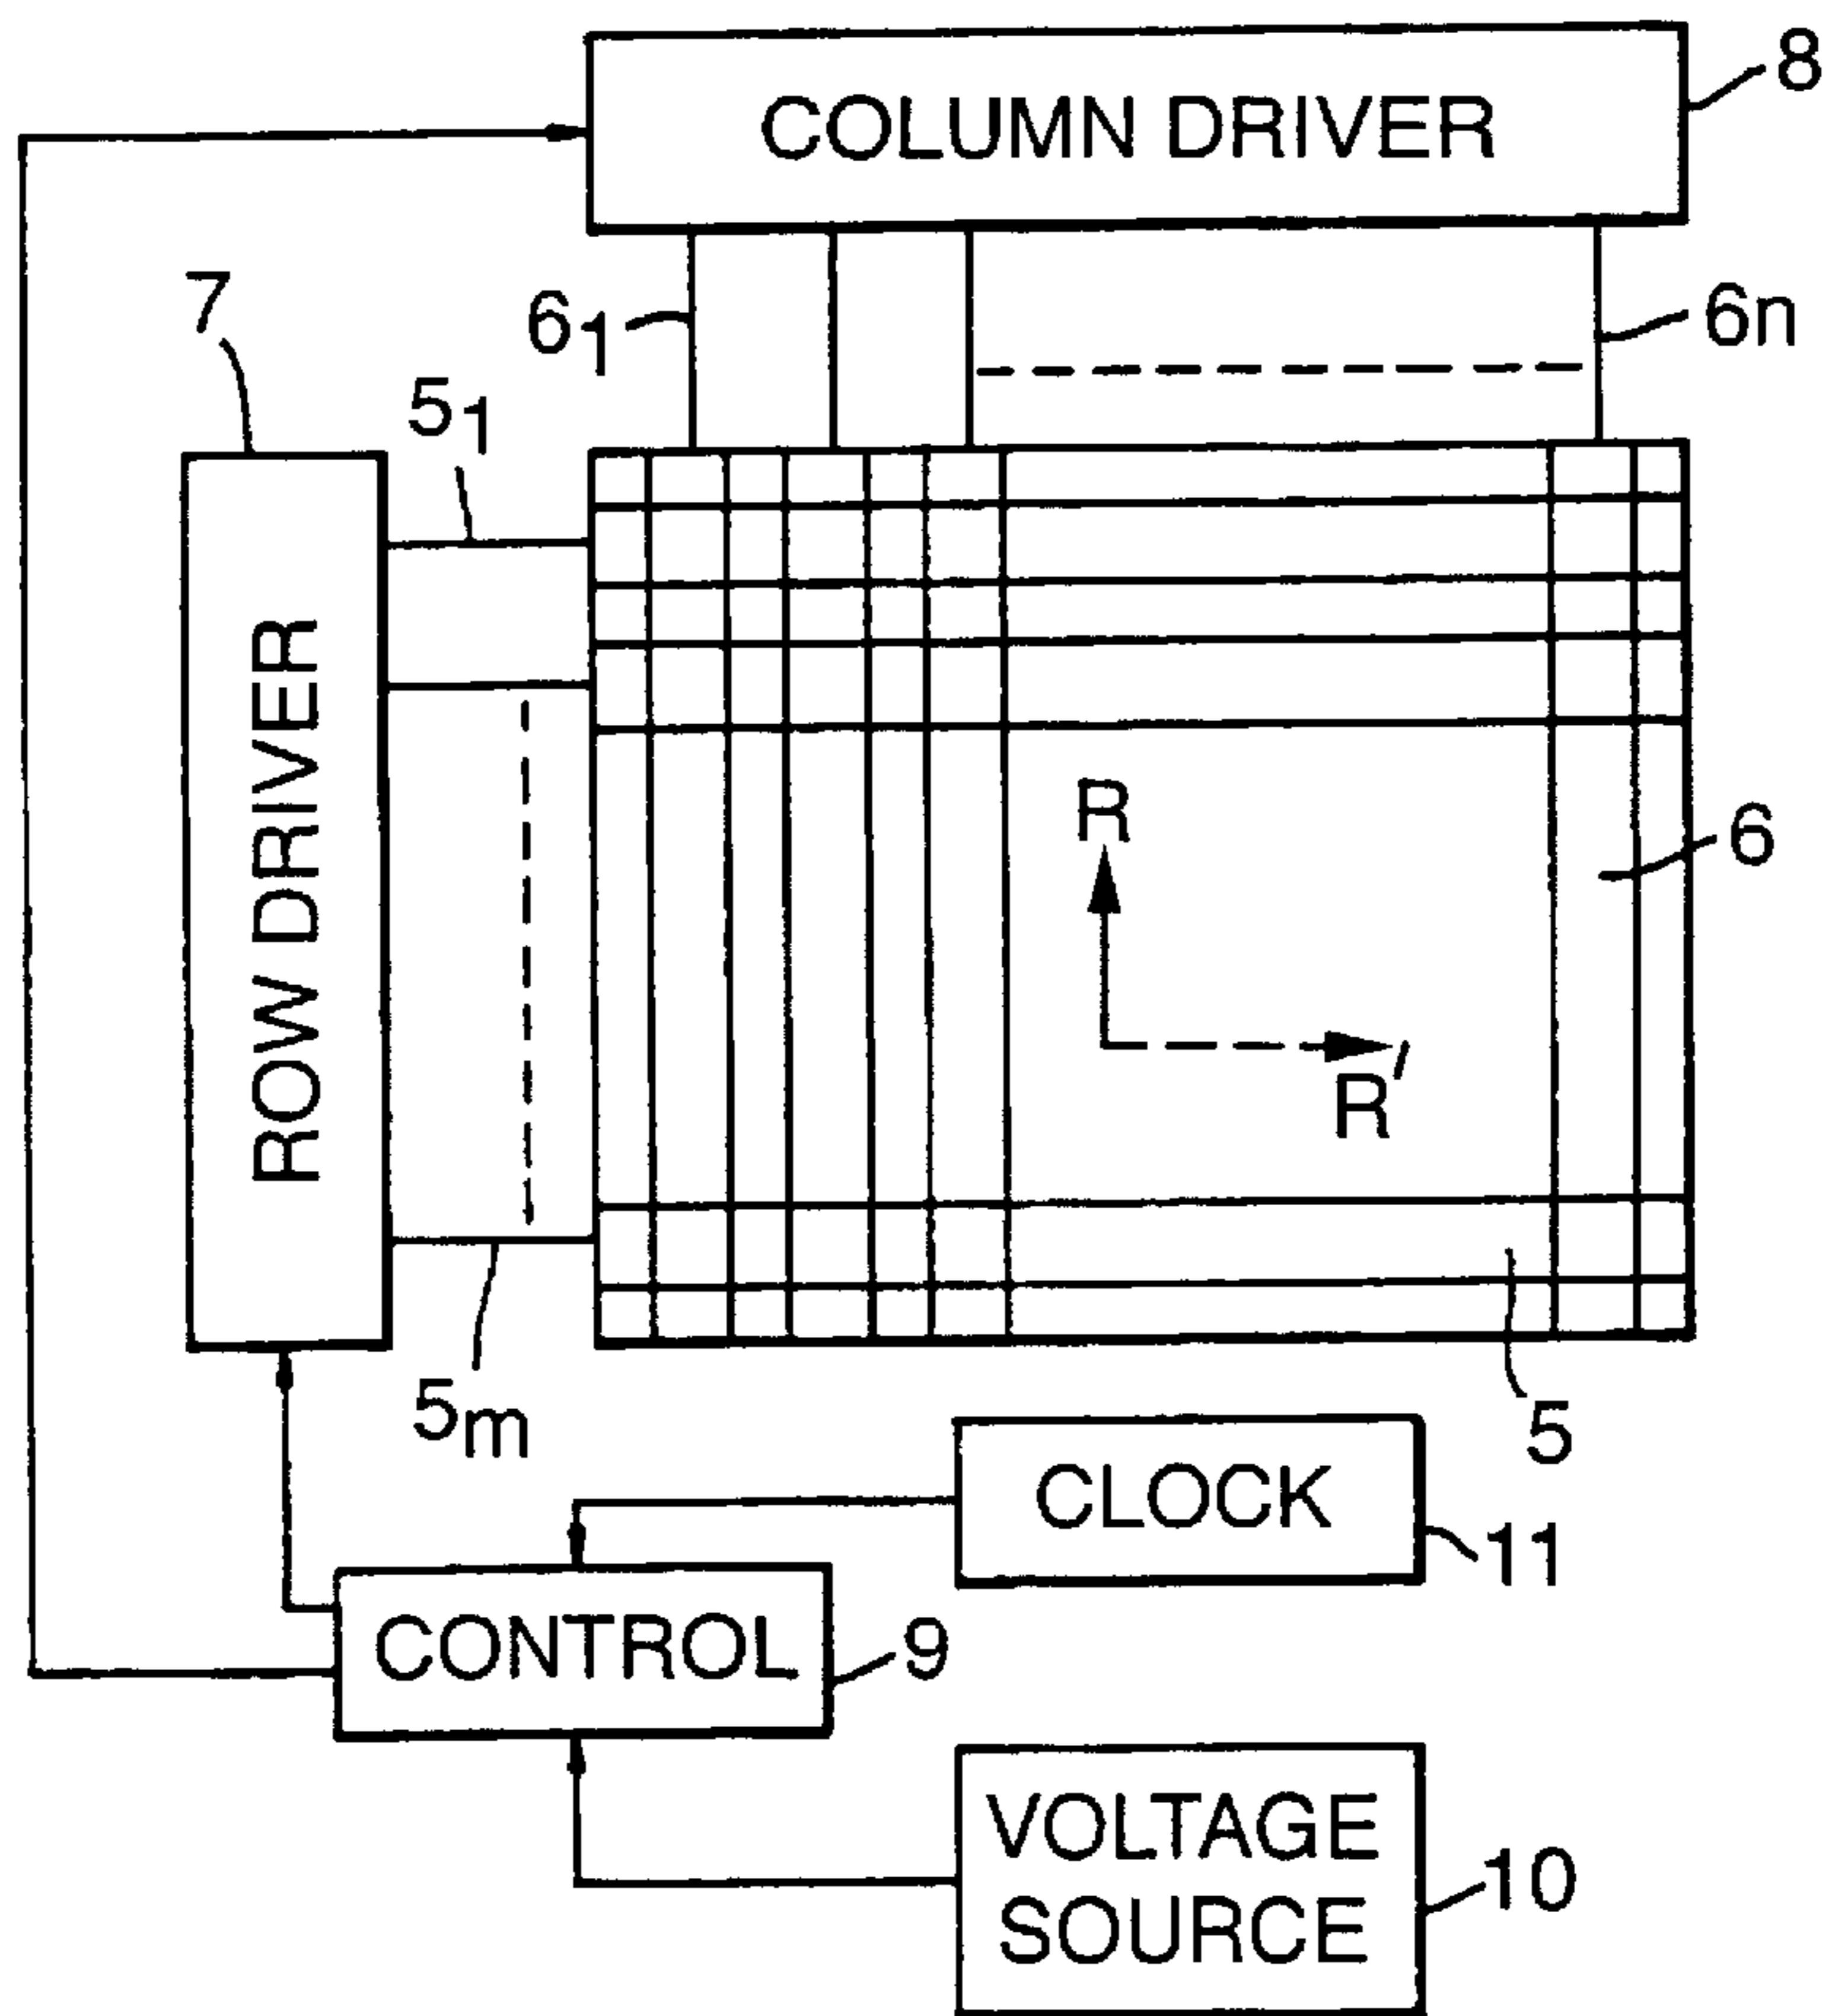 COLUMN DRIVER
8
7
6₁
6n
5₁
ROW DRIVER
R
6
R′
5ₘ
5
CLOCK
11
CONTROL
9
VOLTAGE
SOURCE
10